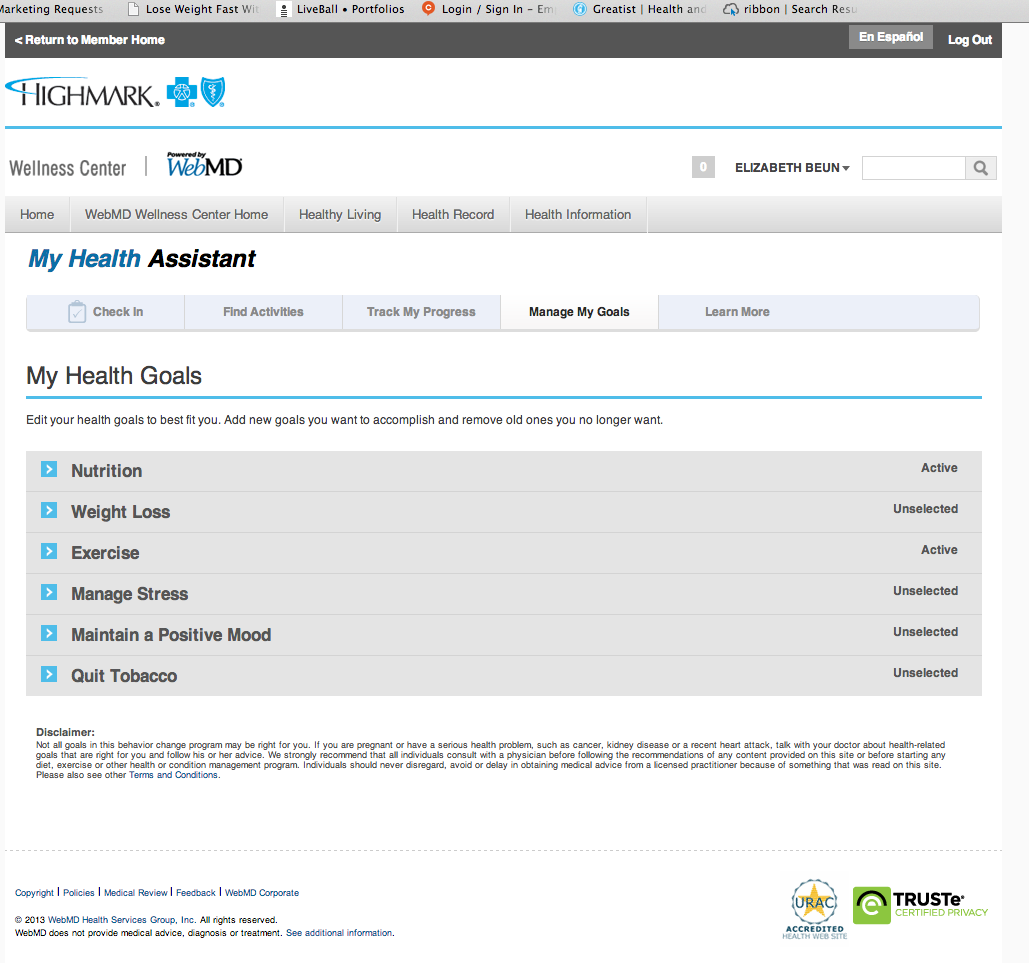 Marketing Requests Lose Weight Fast Wit LiveBall • Portfolios Login / Sign In – Em Greatist | Health and ribbon | Search Resu
< Return to Member Home En Español Log Out
HIGHMARK.®
Wellness Center | Powered by WebMD 0 ELIZABETH BEUN
Home WebMD Wellness Center Home Healthy Living Health Record Health Information
My Health Assistant
Check In Find Activities Track My Progress Manage My Goals Learn More
My Health Goals
Edit your health goals to best fit you. Add new goals you want to accomplish and remove old ones you no longer want.
Nutrition Active
Weight Loss Unselected
Exercise Active
Manage Stress Unselected
Maintain a Positive Mood Unselected
Quit Tobacco Unselected
Disclaimer:
Not all goals in this behavior change program may be right for you. If you are pregnant or have a serious health problem, such as cancer, kidney disease or a recent heart attack, talk with your doctor about health-related
goals that are right for you and follow his or her advice. We strongly recommend that all individuals consult with a physician before following the recommendations of any content provided on this site or before starting any
diet, exercise or other health or condition management program. Individuals should never disregard, avoid or delay in obtaining medical advice from a licensed practitioner because of something that was read on this site.
Please also see other Terms and Conditions.
Copyright | Policies | Medical Review | Feedback | WebMD Corporate
© 2013 WebMD Health Services Group, Inc. All rights reserved.
WebMD does not provide medical advice, diagnosis or treatment. See additional information.
URAC
ACCREDITED
HEALTH WEB SITE
TRUSTe
CERTIFIED PRIVACY